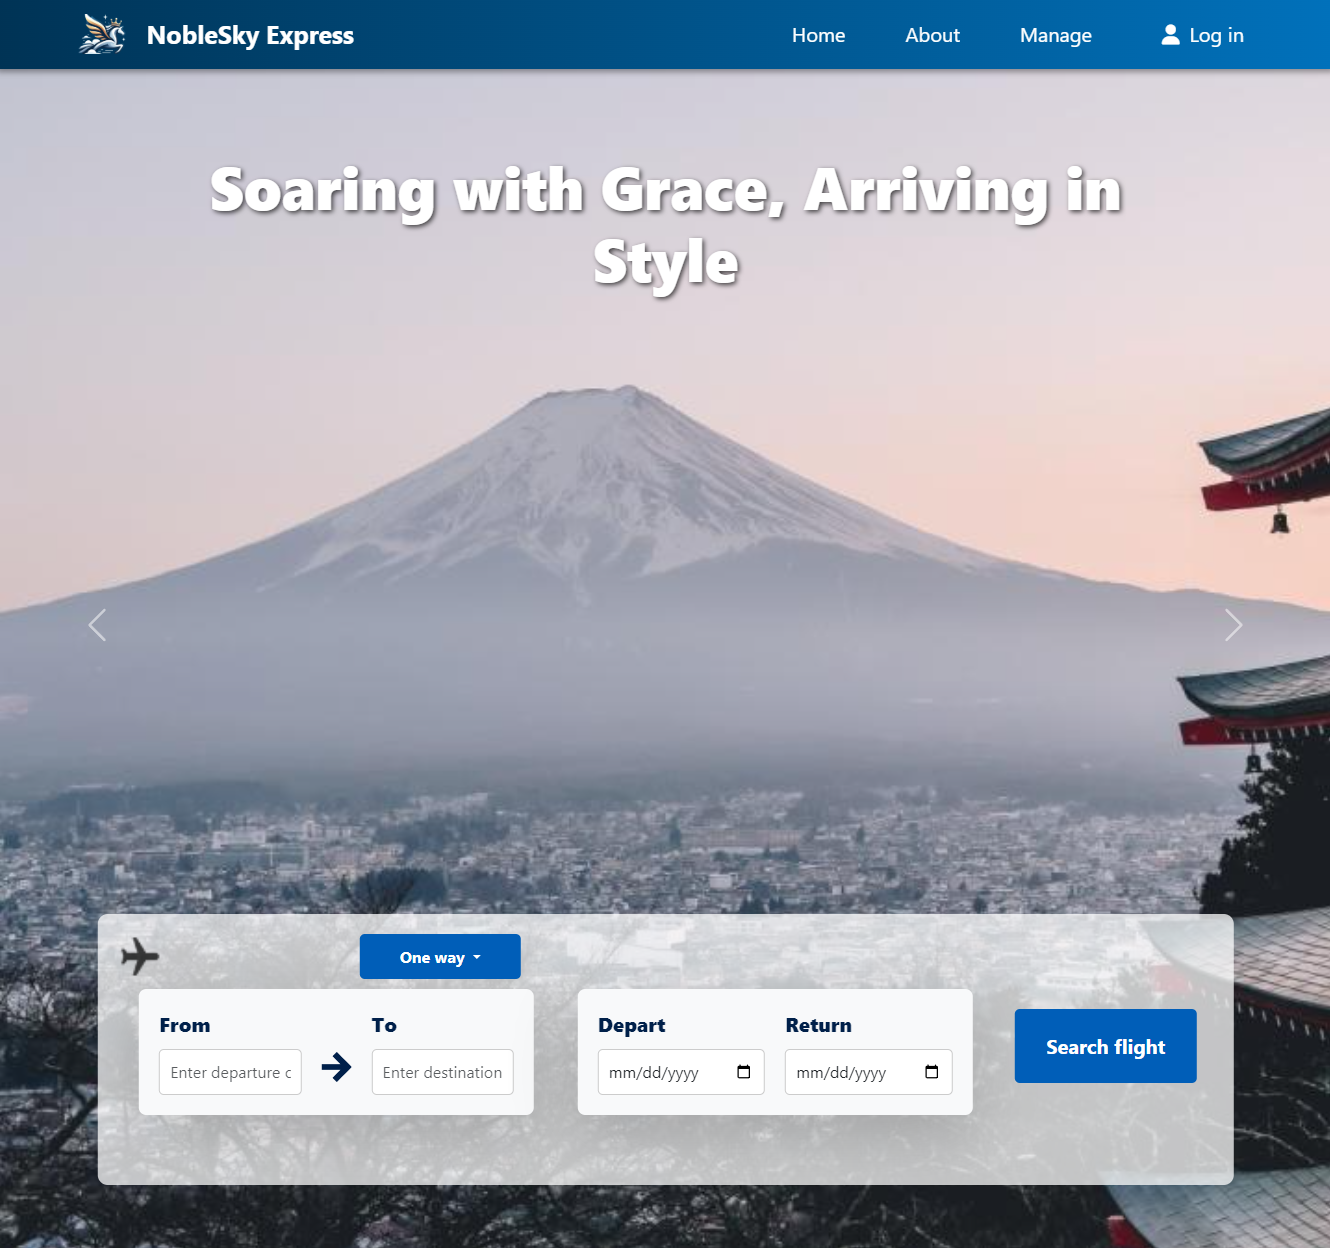 NobleSky Express
Home
About
Manage
Log in
Soaring with Grace, Arriving in
Style
One way
From
To
Enter departure c
Enter destination
Depart
Return
mm/dd/yyyy
mm/dd/yyyy
Search flight